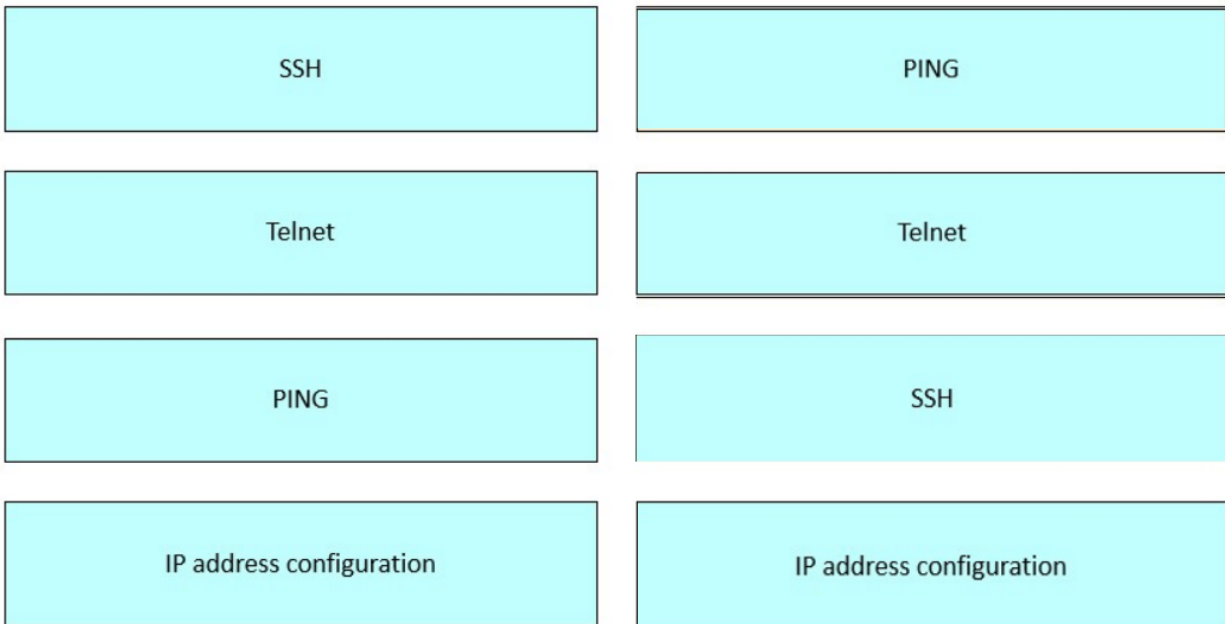 SSH
PING
Telnet
Telnet
PING
SSH
IP address configuration
IP address configuration